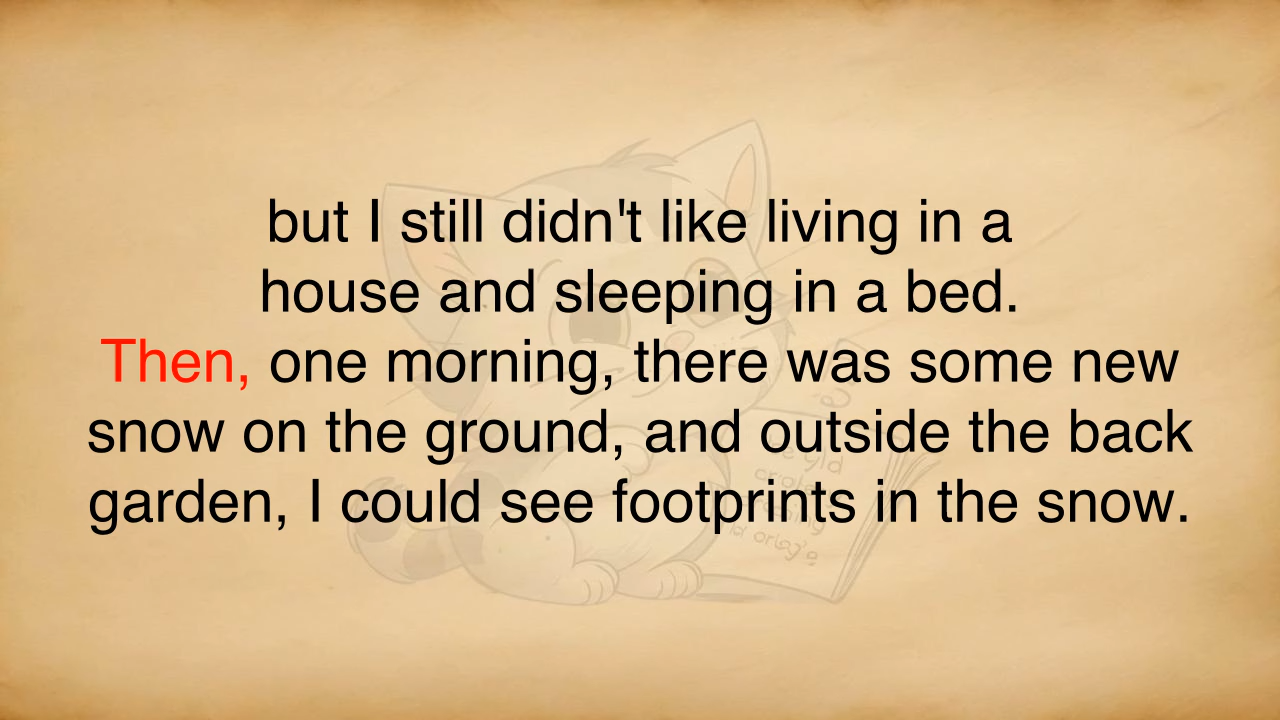 but I still didn't like living in a
house and sleeping in a bed.
Then, one morning, there was some new
snow on the ground, and outside the back
garden, I could see footprints in the snow.